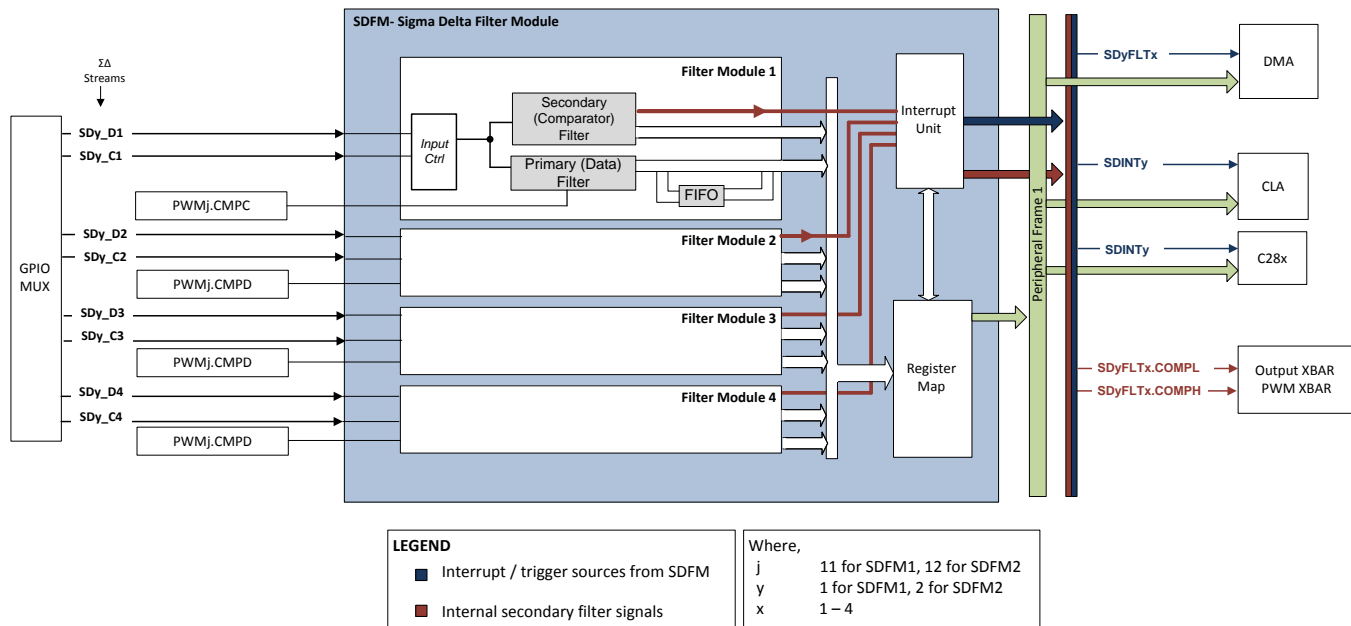 SDFM- Sigma Delta Filter Module
ΣΔ
Streams
GPIO
MUX
SDy_D1
SDy_C1
PWMj.CMPC
SDy_D2
SDy_C2
PWMj.CMPD
SDy_D3
SDy_C3
PWMj.CMPD
SDy_D4
SDy_C4
PWMj.CMPD
Filter Module 1
Input
Ctrl
Secondary
(Comparator)
Filter
Primary (Data)
Filter
FIFO
Filter Module 2
Filter Module 3
Filter Module 4
Interrupt
Unit
Register
Map
Peripheral Frame 1
SDyFLTx
DMA
SDINTy
CLA
SDINTy
C28x
SDyFLTx.COMPL
SDyFLTx.COMPH
Output XBAR
PWM XBAR
LEGEND
Interrupt / trigger sources from SDFM
Internal secondary filter signals
Where,
j 11 for SDFM1, 12 for SDFM2
y 1 for SDFM1, 2 for SDFM2
x 1 – 4